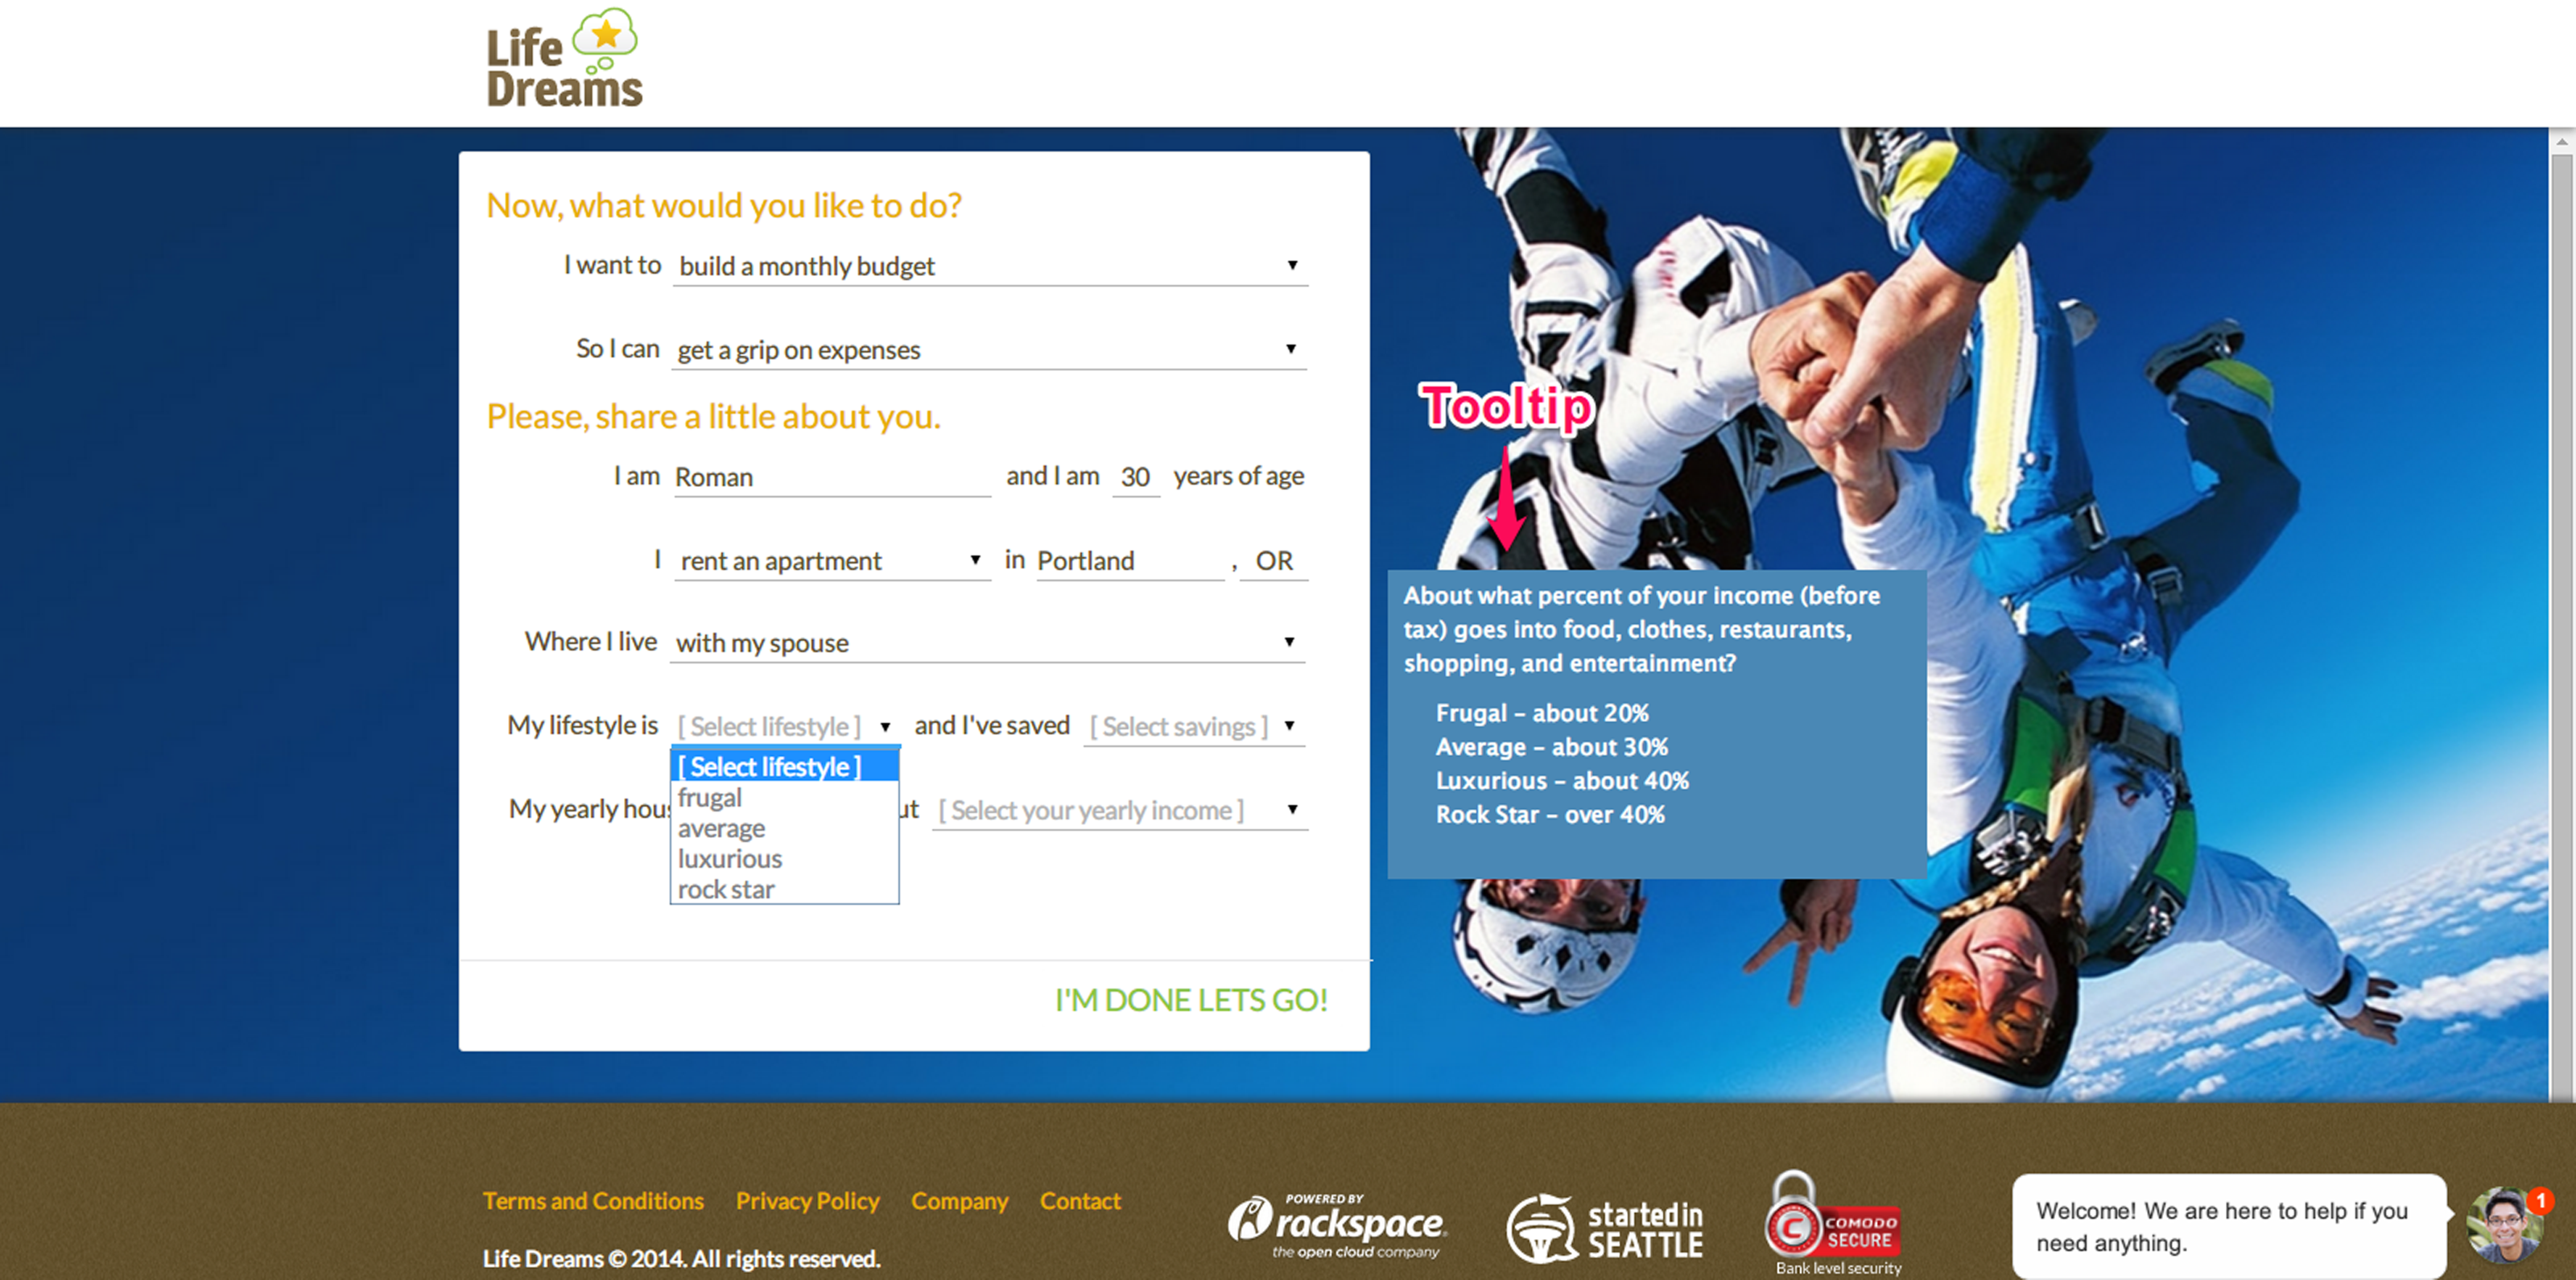 Life
Dreams
Now, what would you like to do?
I want to build a monthly budget
So I can get a grip on expenses
Please, share a little about you.
I am Roman and I am 30 years of age
I rent an apartment in Portland , OR
Where I live with my spouse
My lifestyle is [ Select lifestyle ] and I've saved [ Select savings ]
[ Select lifestyle ]
frugal
average
luxurious
rock star
My yearly hou ut [ Select your yearly income ]
I'M DONE LETS GO!
Tooltip
About what percent of your income (before
tax) goes into food, clothes, restaurants,
shopping, and entertainment?
Frugal – about 20%
Average – about 30%
Luxurious – about 40%
Rock Star – over 40%
Terms and Conditions Privacy Policy Company Contact
Life Dreams © 2014. All rights reserved.
POWERED BY
rackspace.
the open cloud company
started in
SEATTLE
C COMODO
SECURE
Bank level security
Welcome! We are here to help if you
need anything.
1